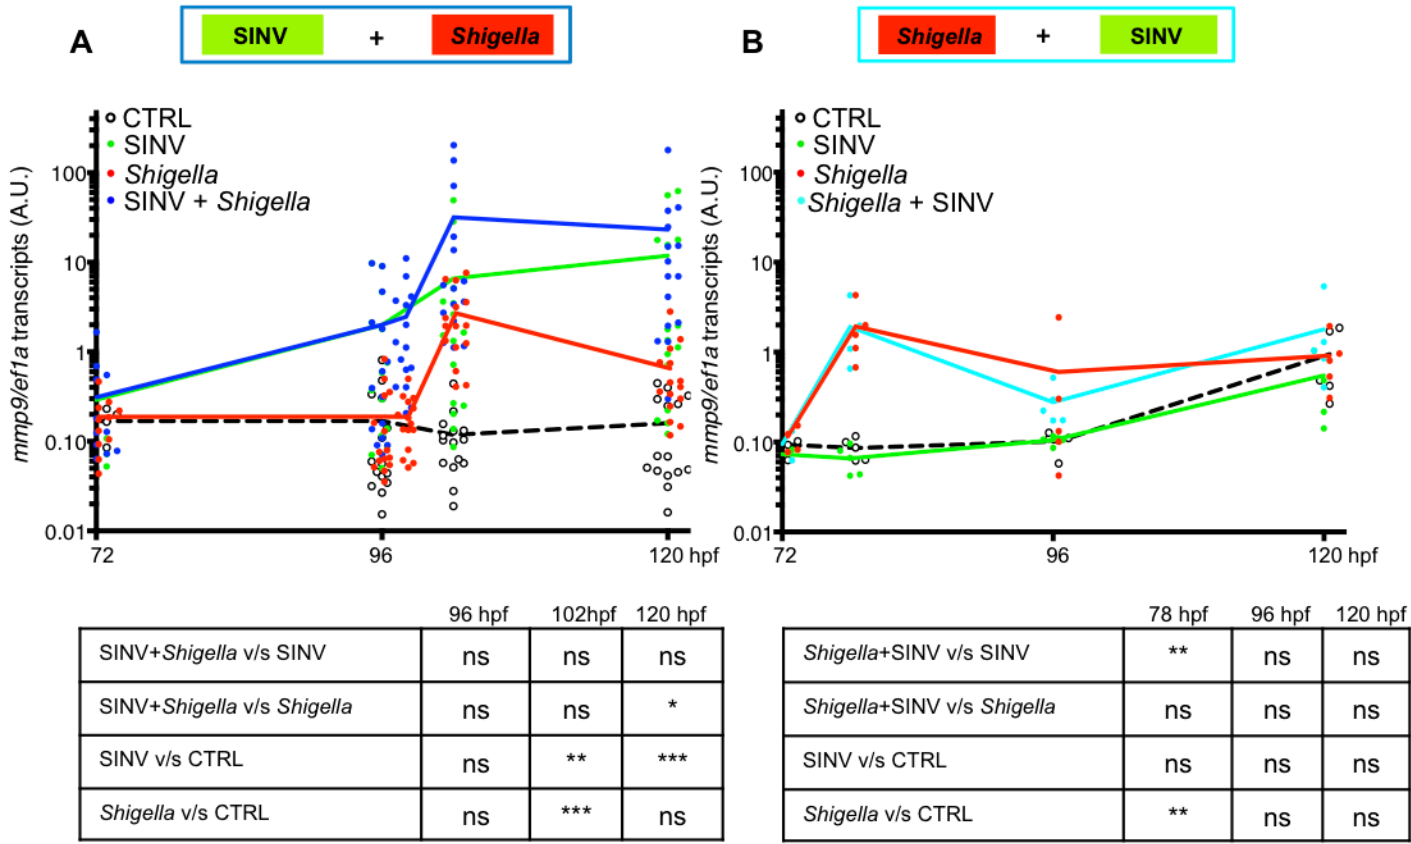 A
SINV + Shigella
B
Shigella + SINV
CTRL
SINV
Shigella
SINV + Shigella
mmp9/ef1a transcripts (A.U.)
100
10
1
0.10
0.01
72 96 120 hpf
CTRL
SINV
Shigella
Shigella + SINV
mmp9/ef1a transcripts (A.U.)
100
10
1
0.10
0.01
72 96 120 hpf
96 hpf 102hpf 120 hpf
SINV+Shigella v/s SINV ns ns ns
SINV+Shigella v/s Shigella ns ns *
SINV v/s CTRL ns ** ***
Shigella v/s CTRL ns *** ns
78 hpf 96 hpf 120 hpf
Shigella+SINV v/s SINV ** ns ns
Shigella+SINV v/s Shigella ns ns ns
SINV v/s CTRL ns ns ns
Shigella v/s CTRL ** ns ns